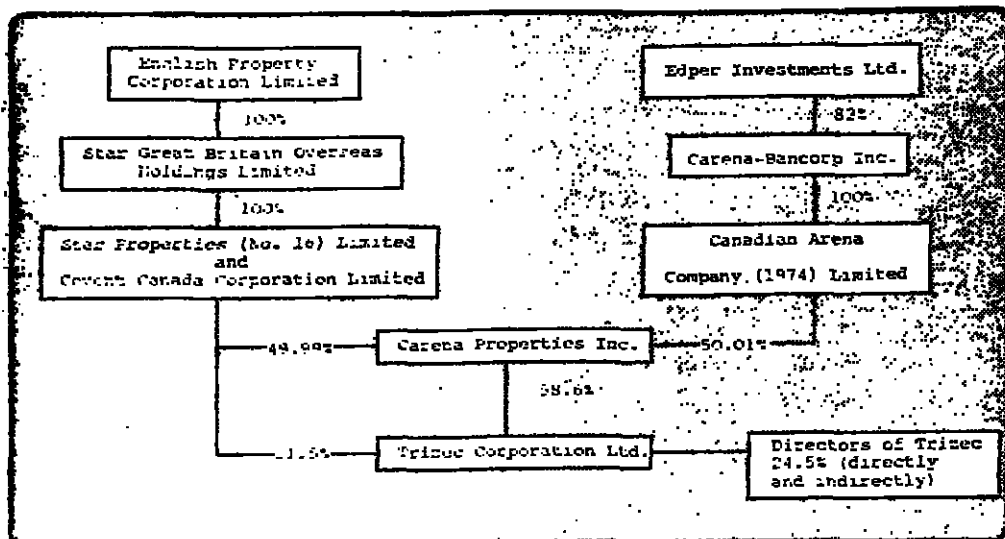 English Property
Corporation Limited
100%
Star Great Britain Overseas
Holdings Limited
100%
Star Properties (No. 16) Limited
and
Covent Canada Corporation Limited
Edper Investments Ltd.
82%
Carena-Bancorp Inc.
100%
Canadian Arena
Company (1974) Limited
49.99%
Carena Properties Inc.
50.01%
58.6%
Trizec Corporation Ltd.
Directors of Trizec
24.5% (directly
and indirectly)